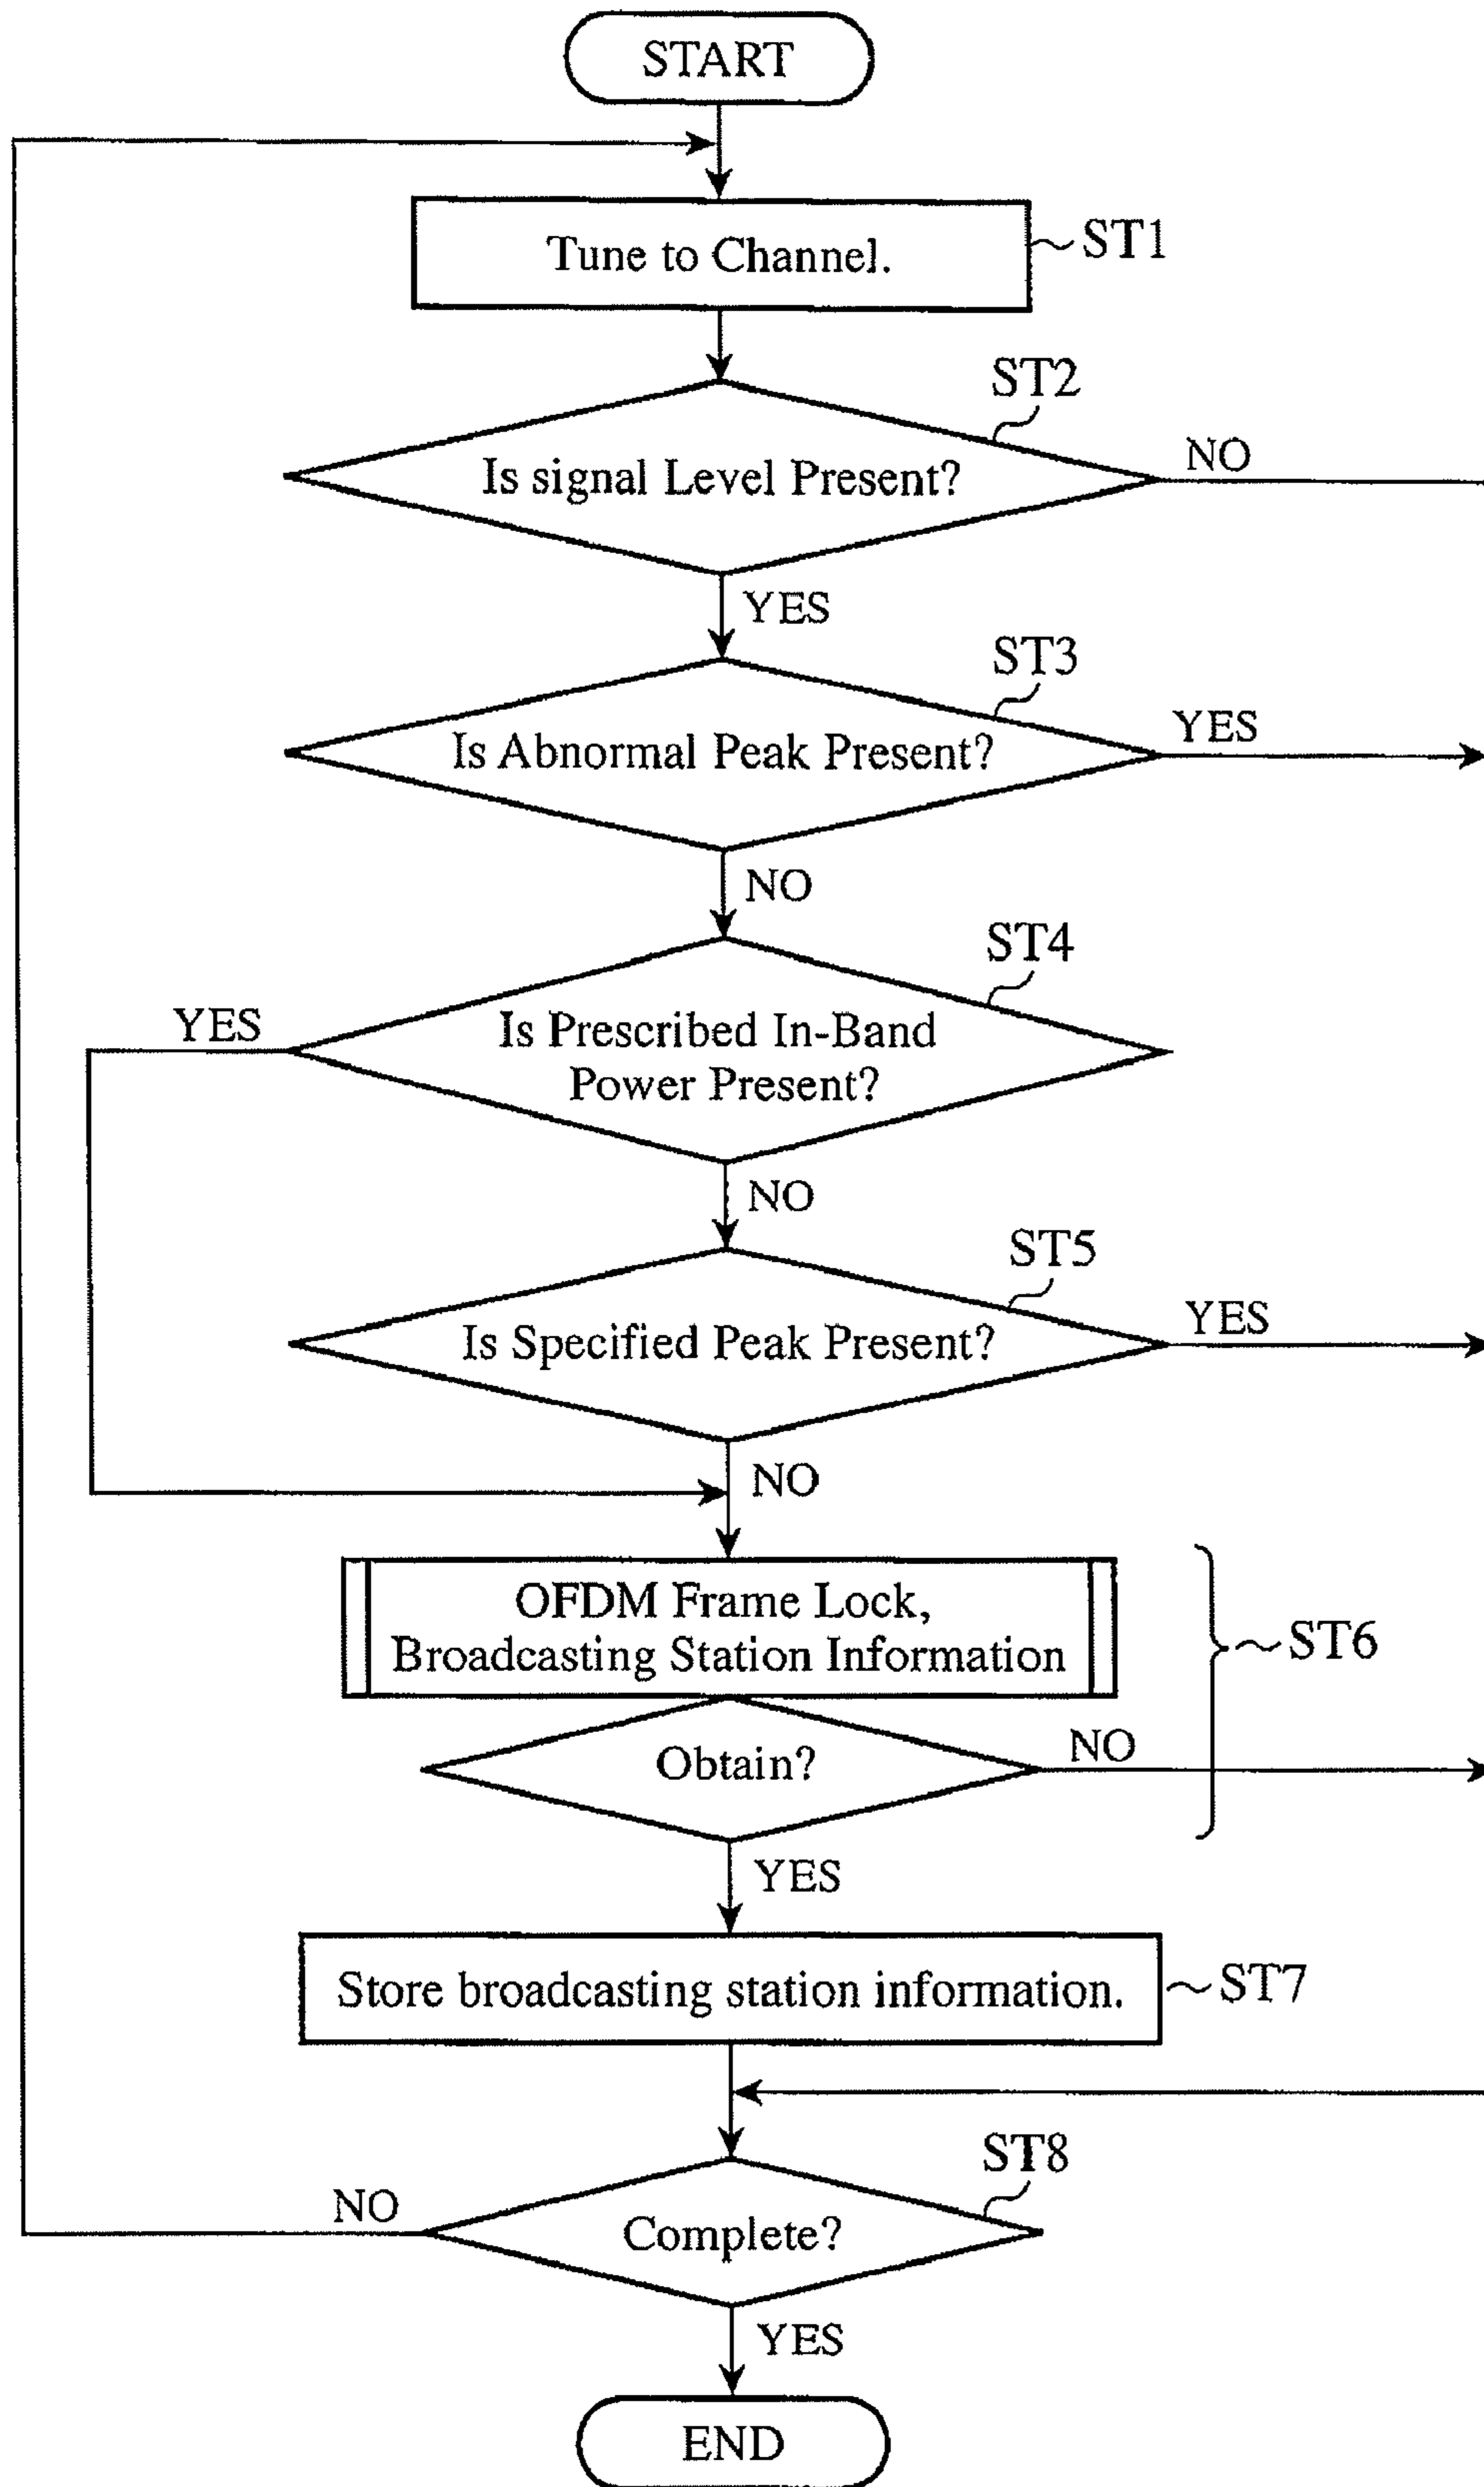 START
Tune to Channel.
ST1
ST2
Is signal Level Present?
NO
YES
ST3
Is Abnormal Peak Present?
YES
NO
ST4
YES
Is Prescribed In-Band
Power Present?
NO
ST5
Is Specified Peak Present?
YES
NO
OFDM Frame Lock,
Broadcasting Station Information
ST6
Obtain?
NO
YES
Store broadcasting station information.
ST7
ST8
NO
Complete?
YES
END